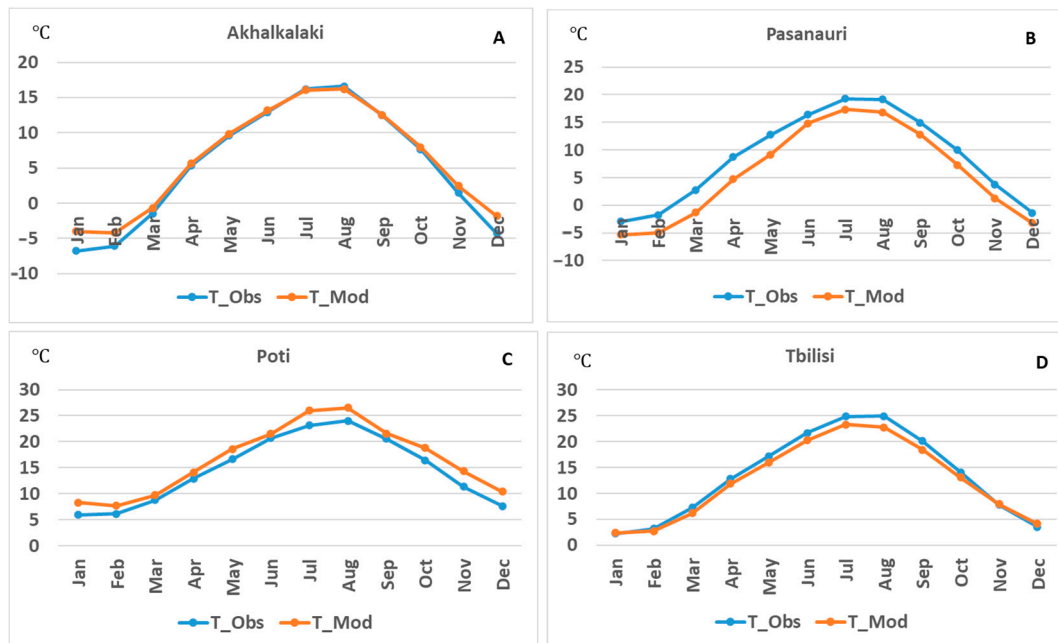 °C Akhalkalaki A
20
15
10
5
0
−5
−10
Jan Feb Mar Apr May Jun Jul Aug Sep Oct Nov Dec
T_Obs T_Mod
°C Pasanauri B
25
20
15
10
5
0
−5
−10
Jan Feb Mar Apr May Jun Jul Aug Sep Oct Nov Dec
T_Obs T_Mod
°C Poti C
30
25
20
15
10
5
0
Jan Feb Mar Apr May Jun Jul Aug Sep Oct Nov Dec
T_Obs T_Mod
°C Tbilisi D
30
25
20
15
10
5
0
Jan Feb Mar Apr May Jun Jul Aug Sep Oct Nov Dec
T_Obs T_Mod